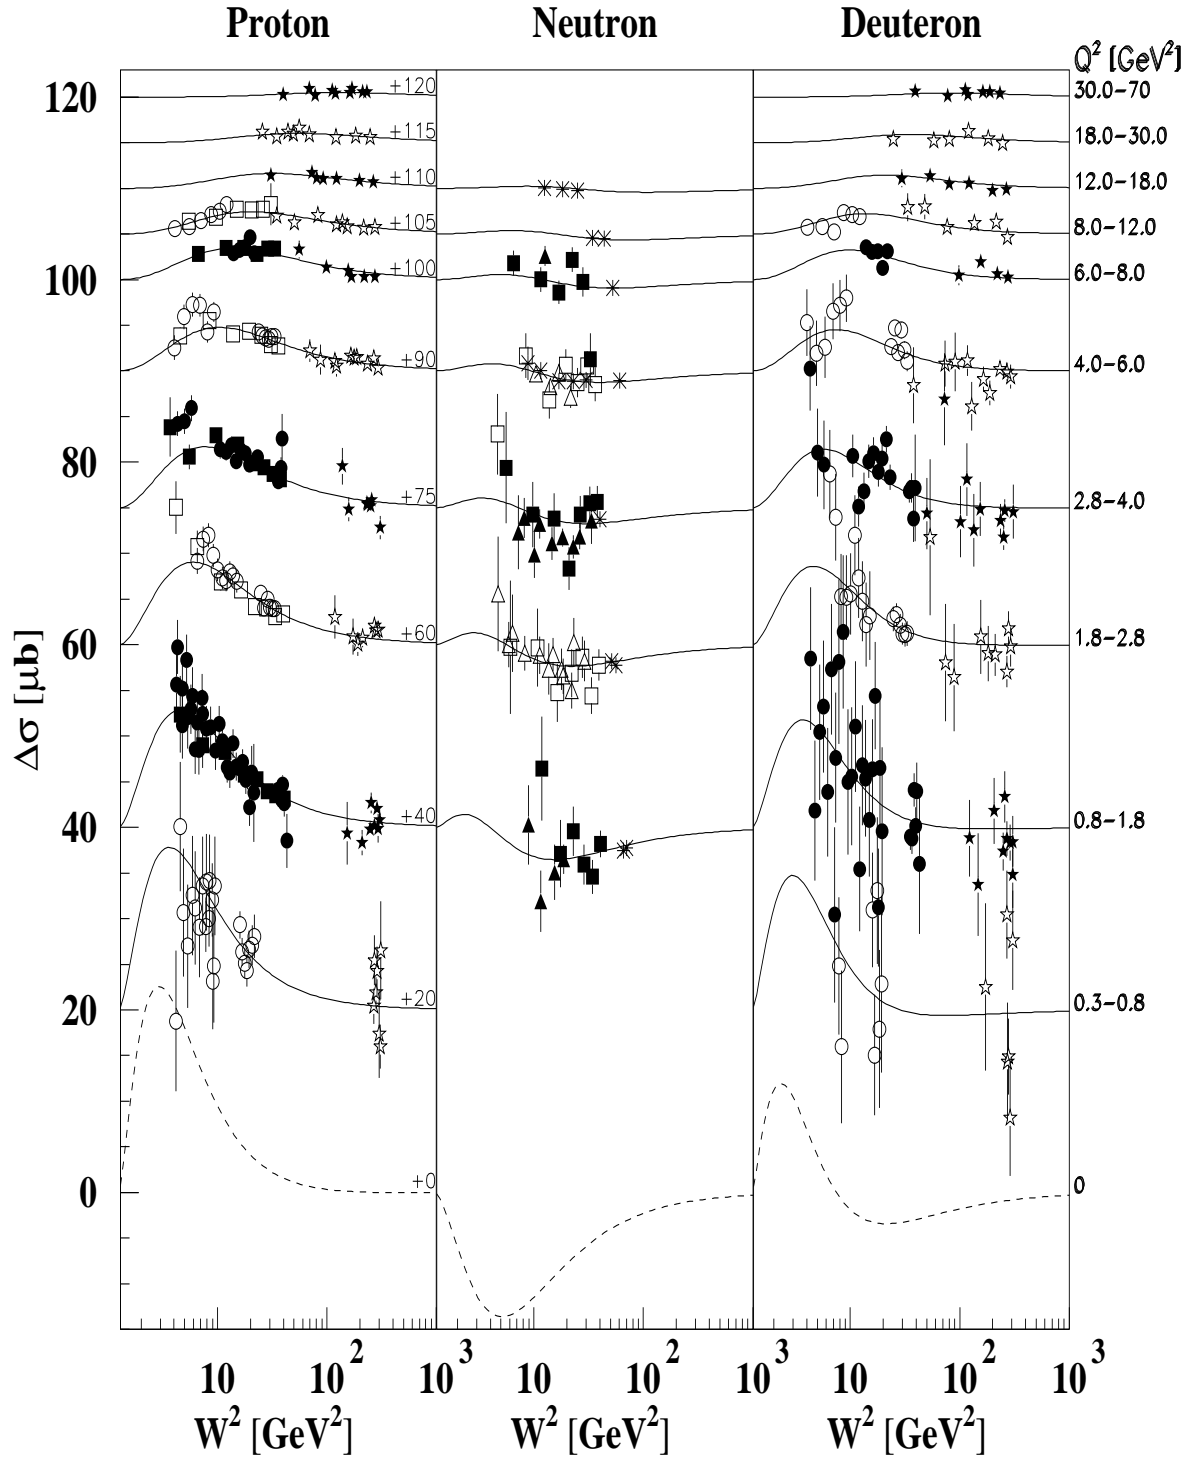 Proton Neutron Deuteron
Q² [GeV²]
120 +120 30.0-70
+115 18.0-30.0
+110 12.0-18.0
+105 8.0-12.0
100 +100 6.0-8.0
+90 4.0-6.0
80
+75 2.8-4.0
60 +60 1.8-2.8
Δσ [μb]
40 +40 0.8-1.8
20 +20 0.3-0.8
0 +0 0
10 10² 10³ 10 10² 10³ 10 10² 10³
W² [GeV²] W² [GeV²] W² [GeV²]